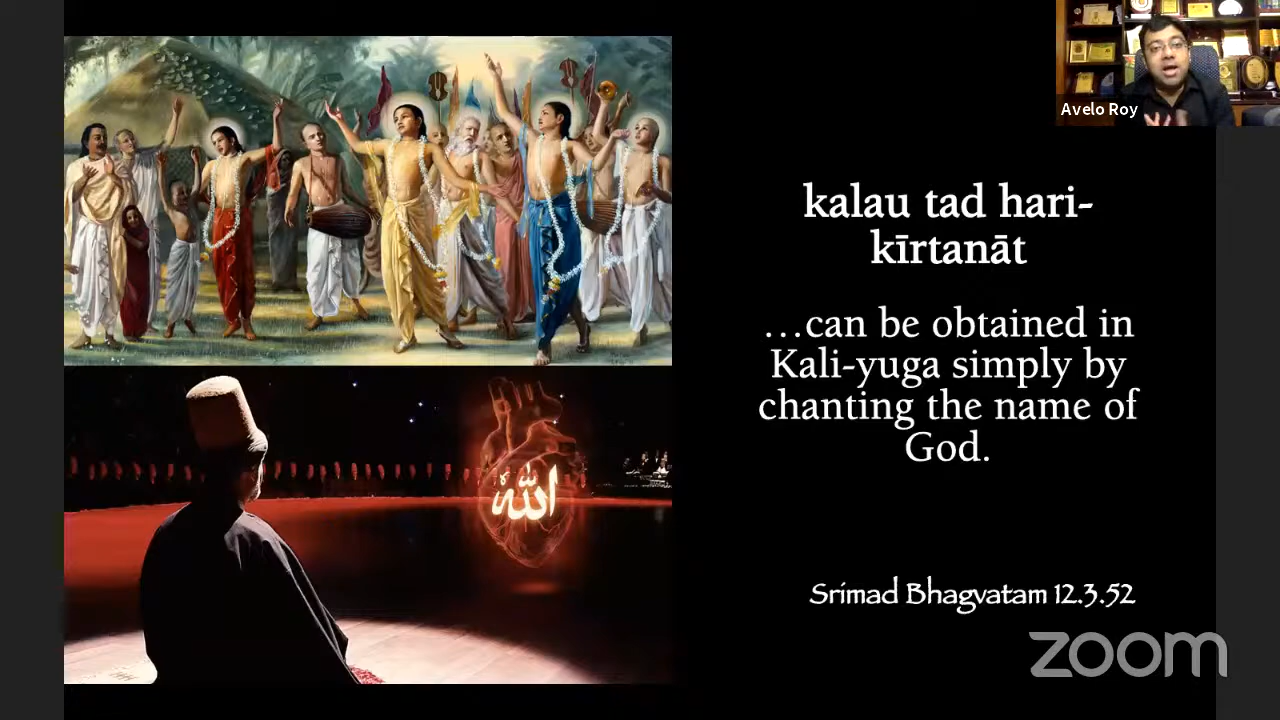 Avelo Roy
kalau tad hari-
kīrtanāt
...can be obtained in
Kali-yuga simply by
chanting the name of
God.
الله
Srimad Bhagvatam 12.3.52
zoom